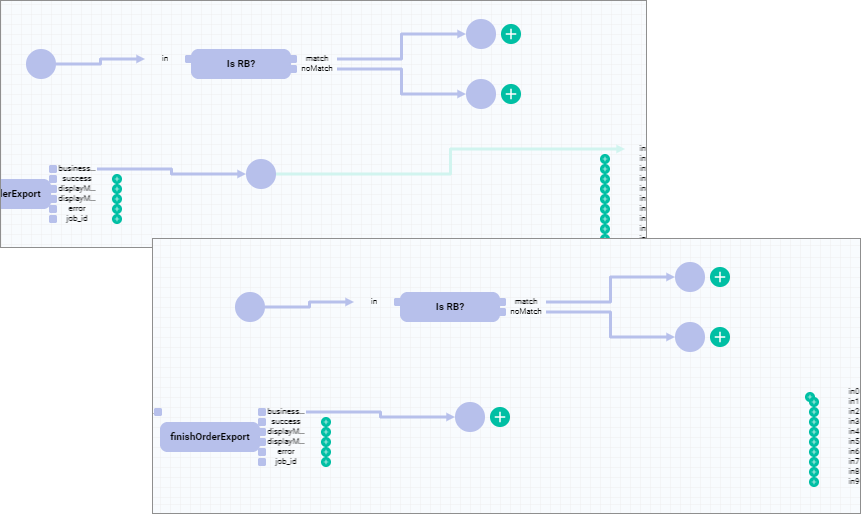 in
Is RB?
match
noMatch
business...
success
displayM...
displayM...
error
job_id
lerExport
in
in
in
in
in
in
in
in
in
in
Is RB?
match
noMatch
finishOrderExport
business...
success
displayM...
displayM...
error
job_id
in0
in1
in2
in3
in4
in5
in6
in7
in8
in9